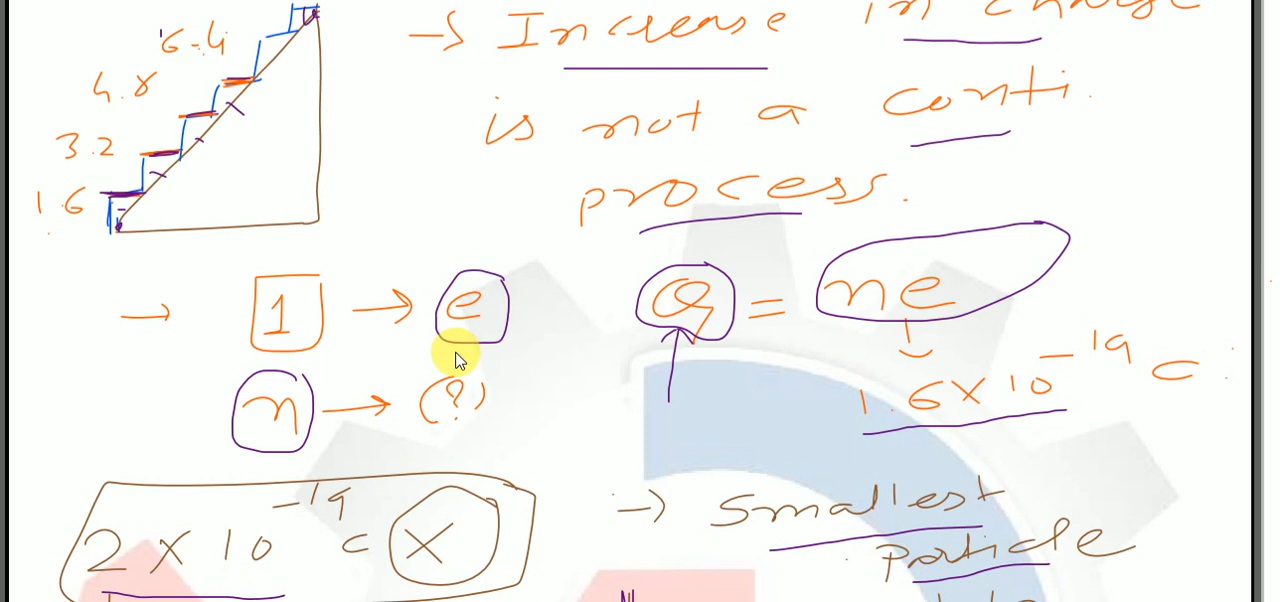 6.4
4.8
3.2
1.6
→ Increase in
is not a conti.
process.
→ 1 → e
n → (?)
Q = ne
1.6 × 10⁻¹⁹ C
2 × 10⁻¹⁹ C ×
→ Smallest
particle